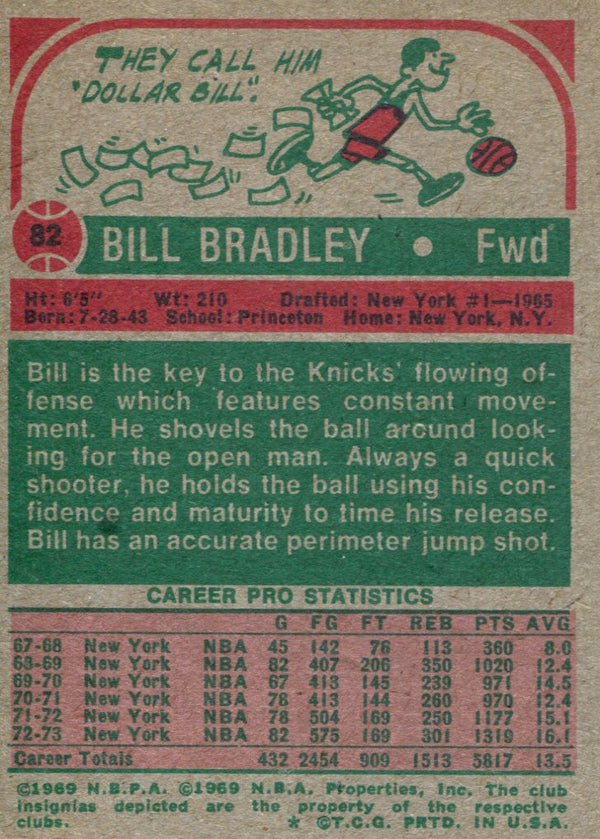 THEY CALL HIM
"DOLLAR BILL".
82
BILL BRADLEY • Fwd
Ht: 6'5" Wt: 210 Drafted: New York #1—1965
Born: 7-28-43 School: Princeton Home: New York, N.Y.
Bill is the key to the Knicks' flowing of-
fense which features constant move-
ment. He shovels the ball around look-
ing for the open man. Always a quick
shooter, he holds the ball using his con-
fidence and maturity to time his release.
Bill has an accurate perimeter jump shot.
CAREER PRO STATISTICS
G FG FT REB PTS AVG
67-68 New York NBA 45 142 76 113 360 8.0
68-69 New York NBA 82 407 206 350 1020 12.4
69-70 New York NBA 67 413 145 239 971 14.5
70-71 New York NBA 78 413 144 260 970 12.4
71-72 New York NBA 78 504 169 250 1177 15.1
72-73 New York NBA 82 575 169 301 1319 16.1
Career Totals 432 2454 909 1513 5817 13.5
©1969 N.B.P.A. ©1969 N.B.A. Properties, Inc. The club
insignias depicted are the property of the respective
clubs. * ©T.C.G. PRTD. IN U.S.A.